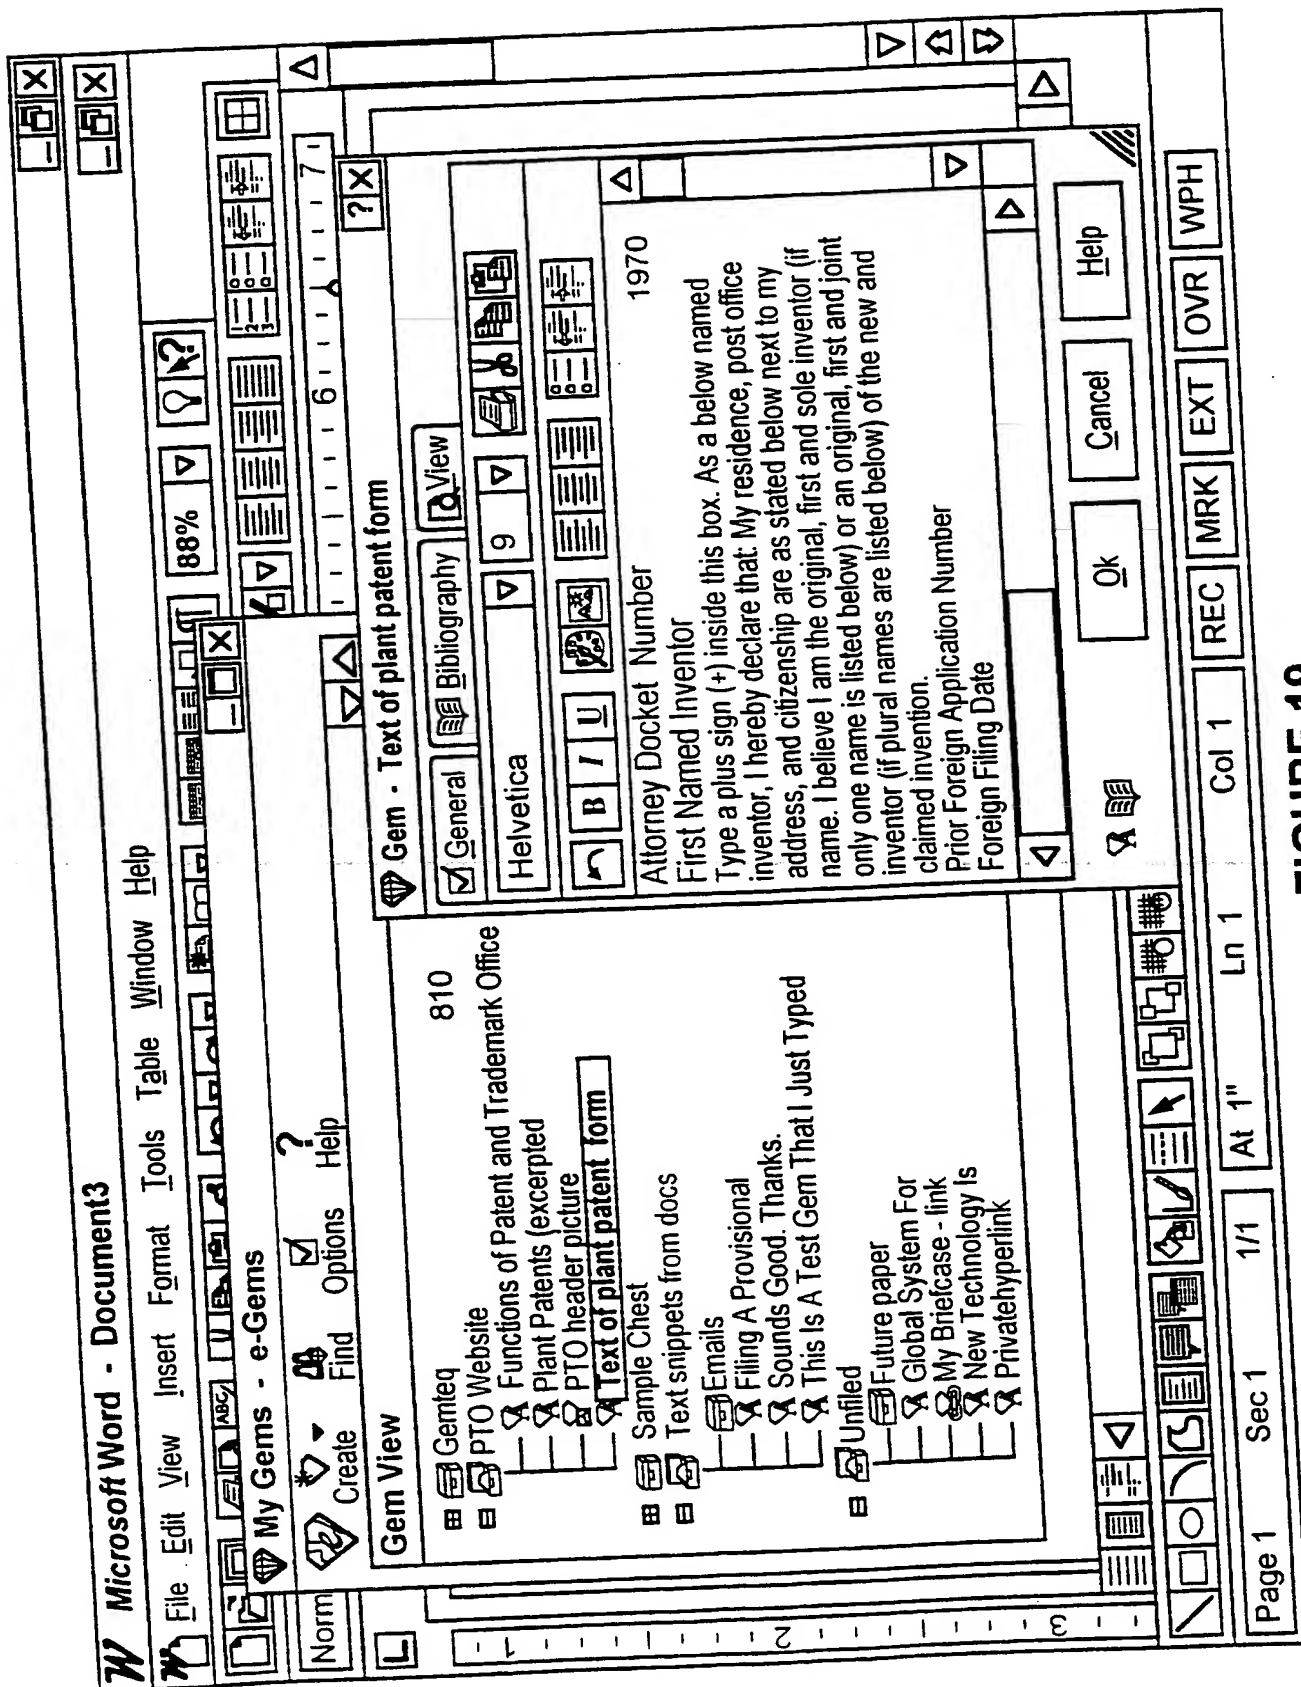 W Microsoft Word - Document3
File Edit View Insert Format Tools Table Window Help
88%
ABC
My Gems - e-Gems
Norm
Create Find Options Help
6 7
Gem View
810
Gemteq
PTO Website
Functions of Patent and Trademark Office
Plant Patents (excerpted
PTO header picture
Text of plant patent form
Sample Chest
Text snippets from docs
Emails
Filing A Provisional
Sounds Good. Thanks.
This Is A Test Gem That I Just Typed
Unfiled
Future paper
Global System For
My Briefcase - link
New Technology Is
Privatehyperlink
Gem - Text of plant patent form
General Bibliography View
Helvetica 9
B I U
1970
Attorney Docket Number
First Named Inventor
Type a plus sign (+) inside this box. As a below named
inventor, I hereby declare that: My residence, post office
address, and citizenship are as stated below next to my
name. I believe I am the original, first and sole inventor (if
only one name is listed below) or an original, first and joint
inventor (if plural names are listed below) of the new and
claimed invention.
Prior Foreign Application Number
Foreign Filing Date
Ok Cancel Help
1
2
3
Page 1 Sec 1 1/1 At 1" Ln 1 Col 1 REC MRK EXT OVR WPH